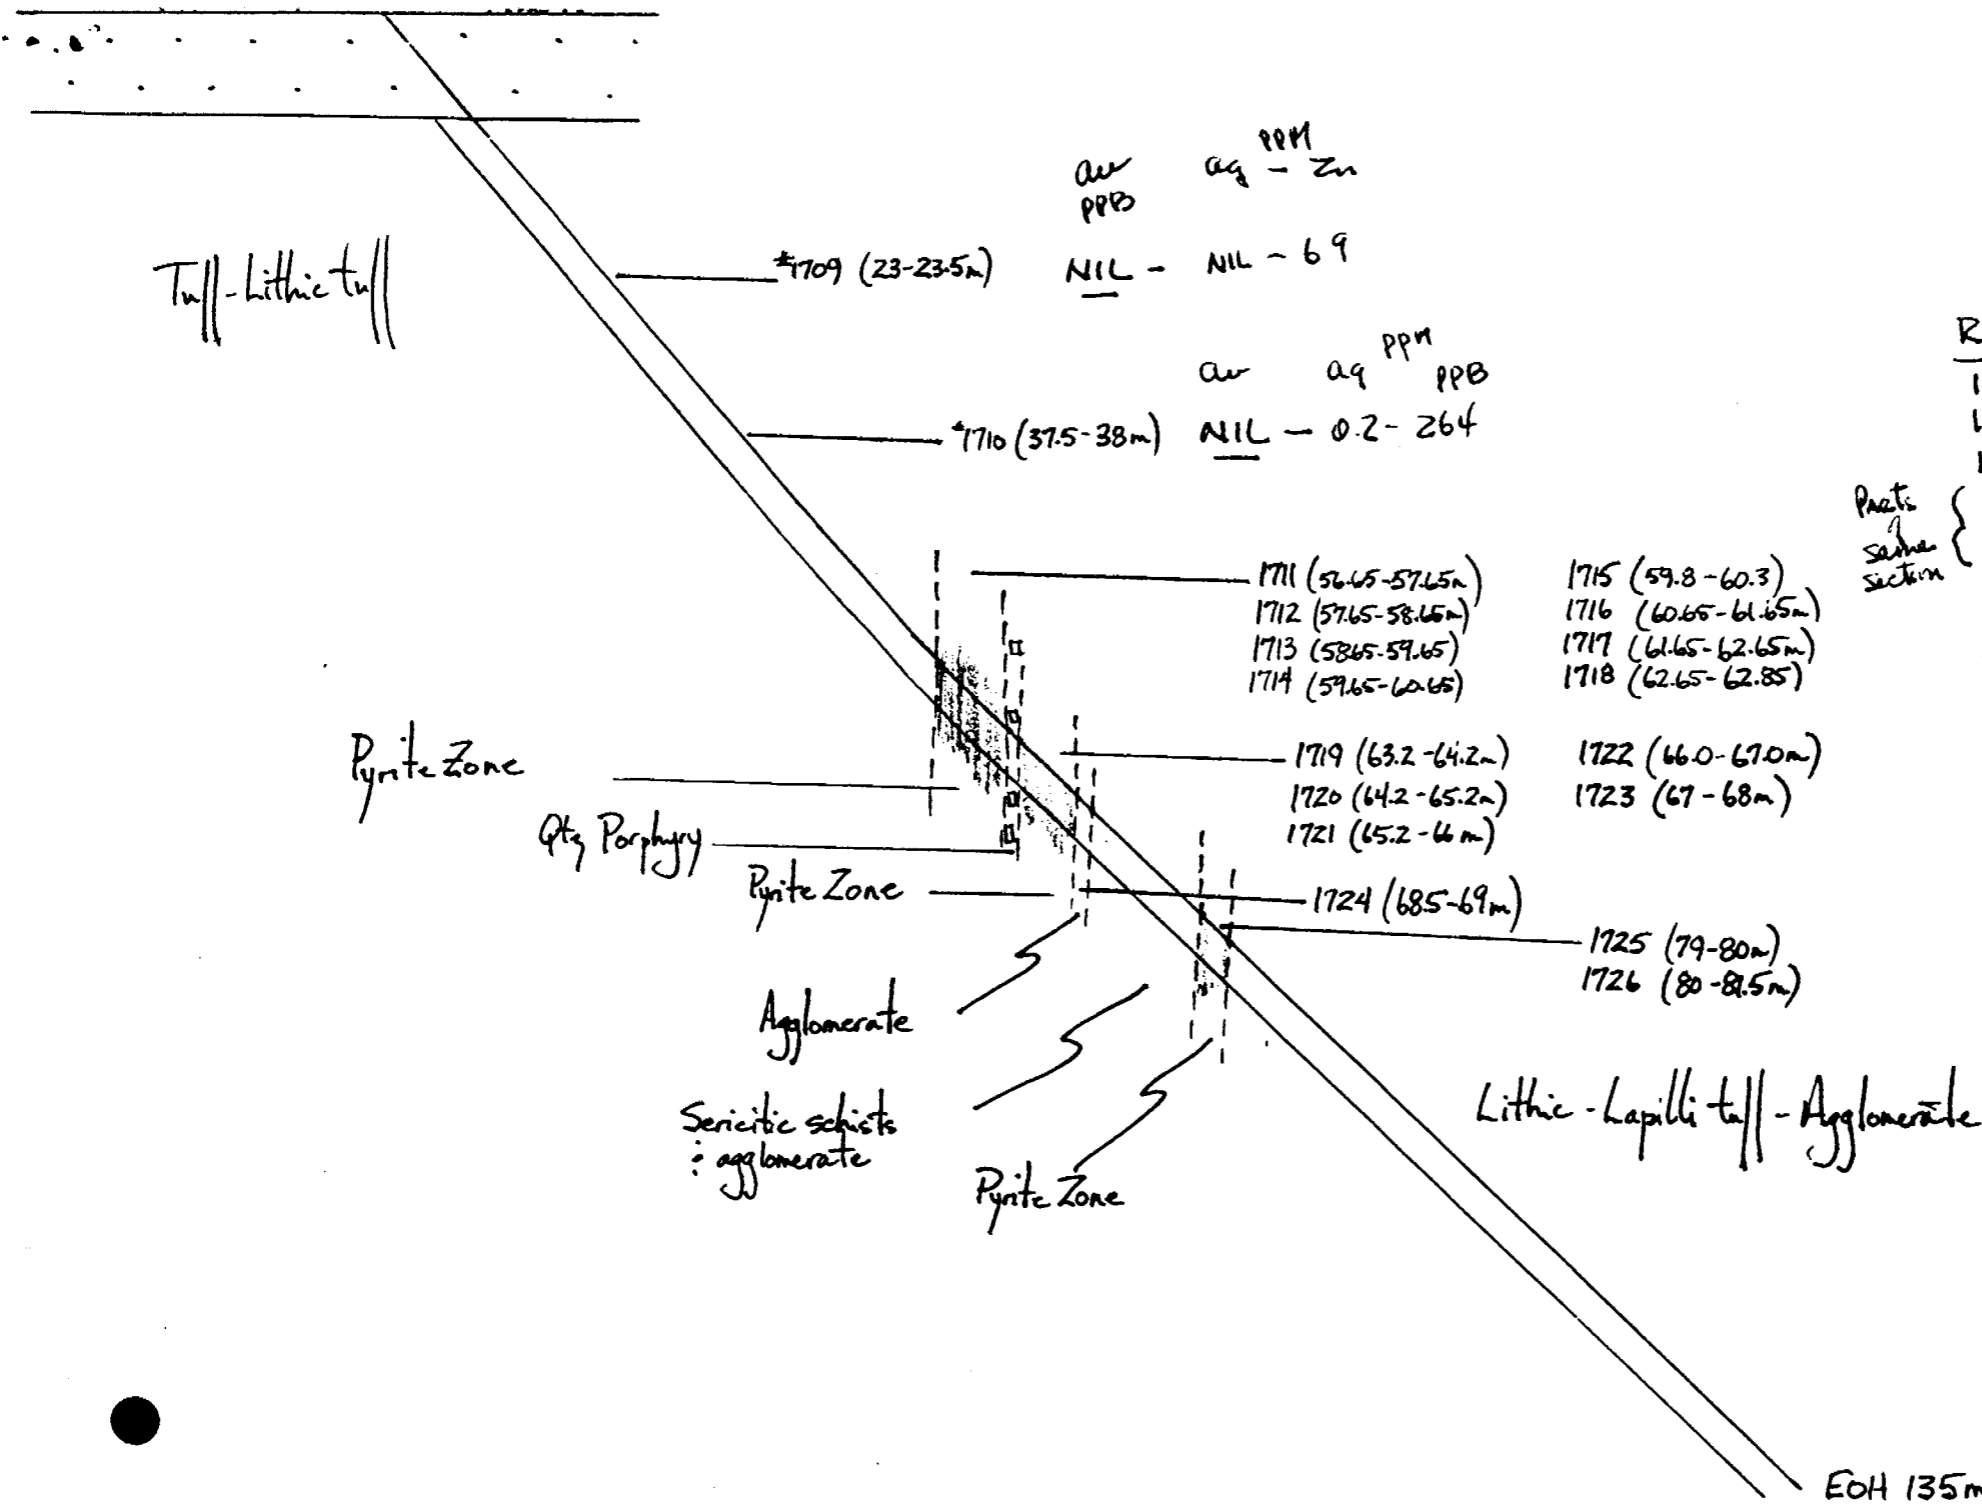 au ag PPM - Zn
PPB
Tuff-Lithic tuff
#1709 (23-23.5m) NIL - NIL - 69
au ag PPM PPB
#1710 (37.5-38m) NIL - 0.2 - 264
R
Parts
same
section
1711 (56.65-57.65m) 1715 (59.8-60.3)
1712 (57.65-58.65m) 1716 (60.65-61.65m)
1713 (58.65-59.65) 1717 (61.65-62.65m)
1714 (59.65-60.65) 1718 (62.65-62.85)
Pyrite Zone
1719 (63.2-64.2m) 1722 (66.0-67.0m)
1720 (64.2-65.2m) 1723 (67-68m)
1721 (65.2-66m)
Qtz Porphyry
Pyrite Zone
1724 (68.5-69m)
1725 (79-80m)
1726 (80-81.5m)
Agglomerate
Sericitic schists
: agglomerate
Pyrite Zone
Lithic-Lapilli tuff-Agglomerate
EOH 135m